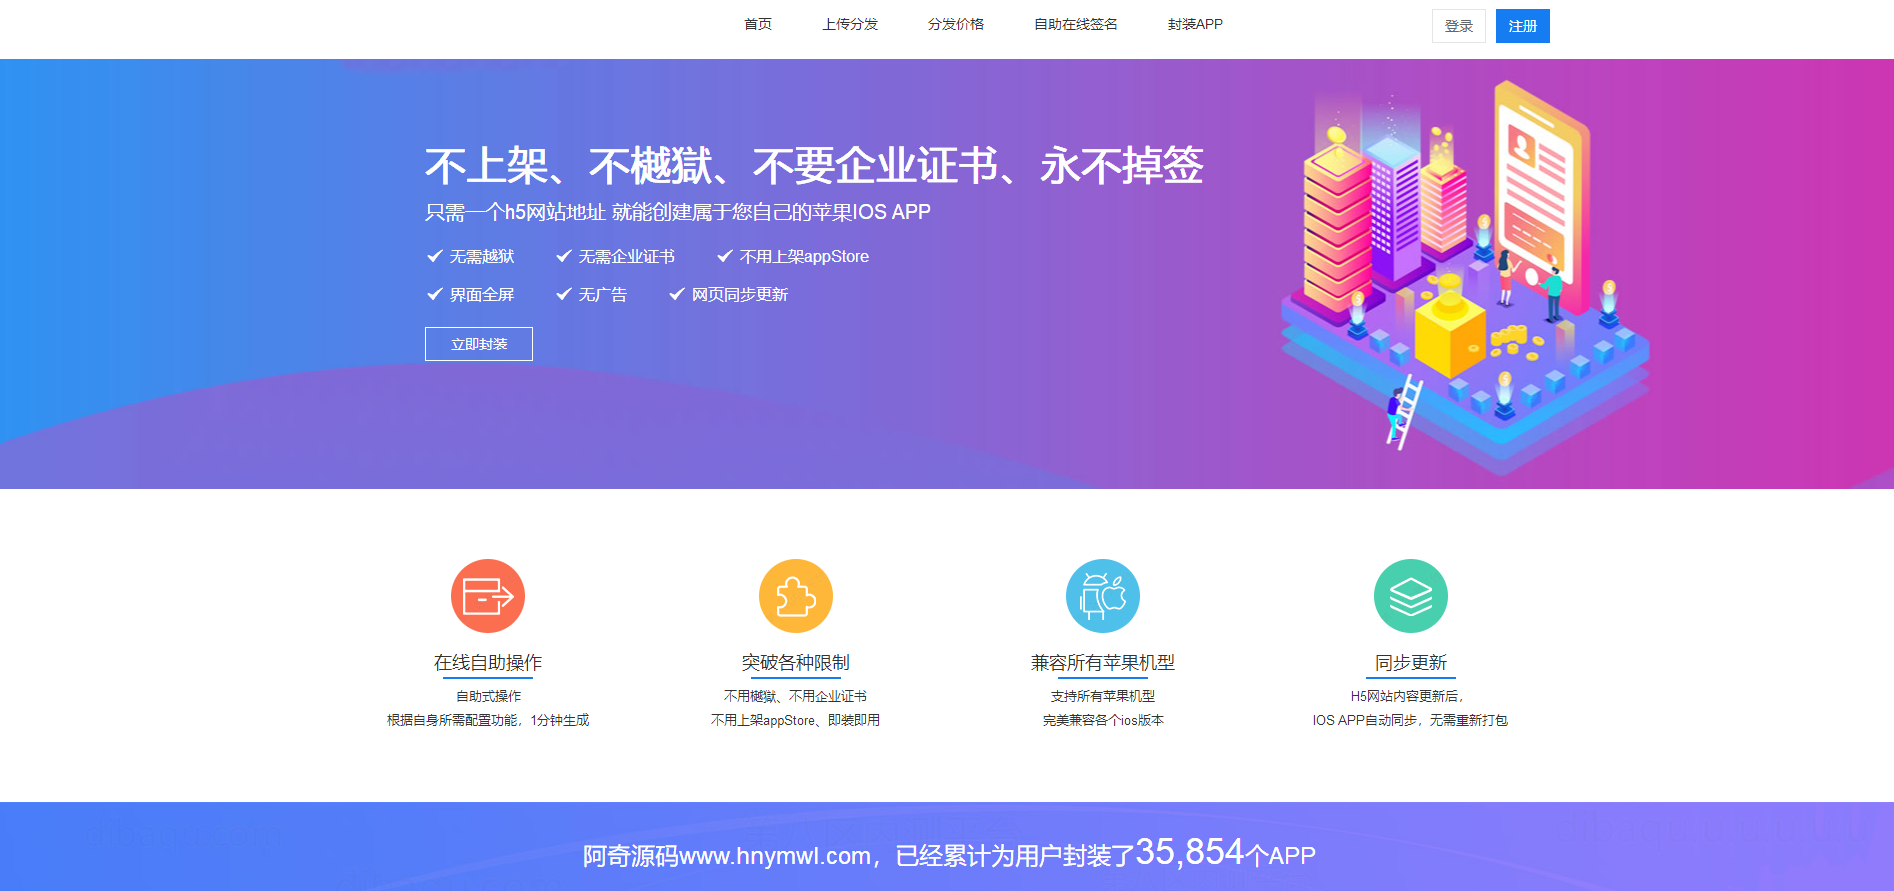 首页 上传分发 分发价格 自助在线签名 封装APP 登录 注册
不上架、不樾獄、不要企业证书、永不掉签
只需一个h5网站地址 就能创建属于您自己的苹果IOS APP
无需越狱 无需企业证书 不用上架appStore
界面全屏 无广告 网页同步更新
立即封装
在线自助操作
自助式操作
根据自身所需配置功能，1分钟生成
突破各种限制
不用樾獄、不用企业证书
不用上架appStore、即装即用
兼容所有苹果机型
支持所有苹果机型
完美兼容各个ios版本
同步更新
H5网站内容更新后，
IOS APP自动同步，无需重新打包
阿奇源码www.hnymwl.com，已经累计为用户封装了35,854个APP